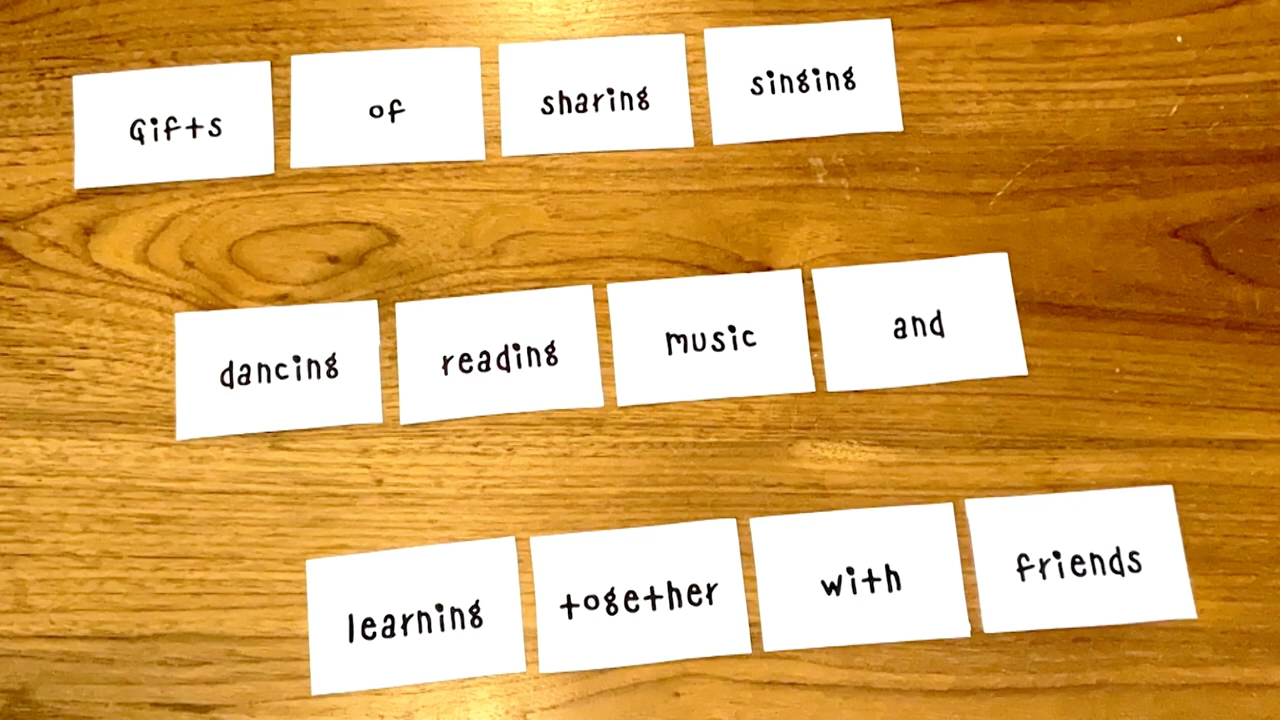 Gifts of sharing singing
dancing reading music and
learning together with friends